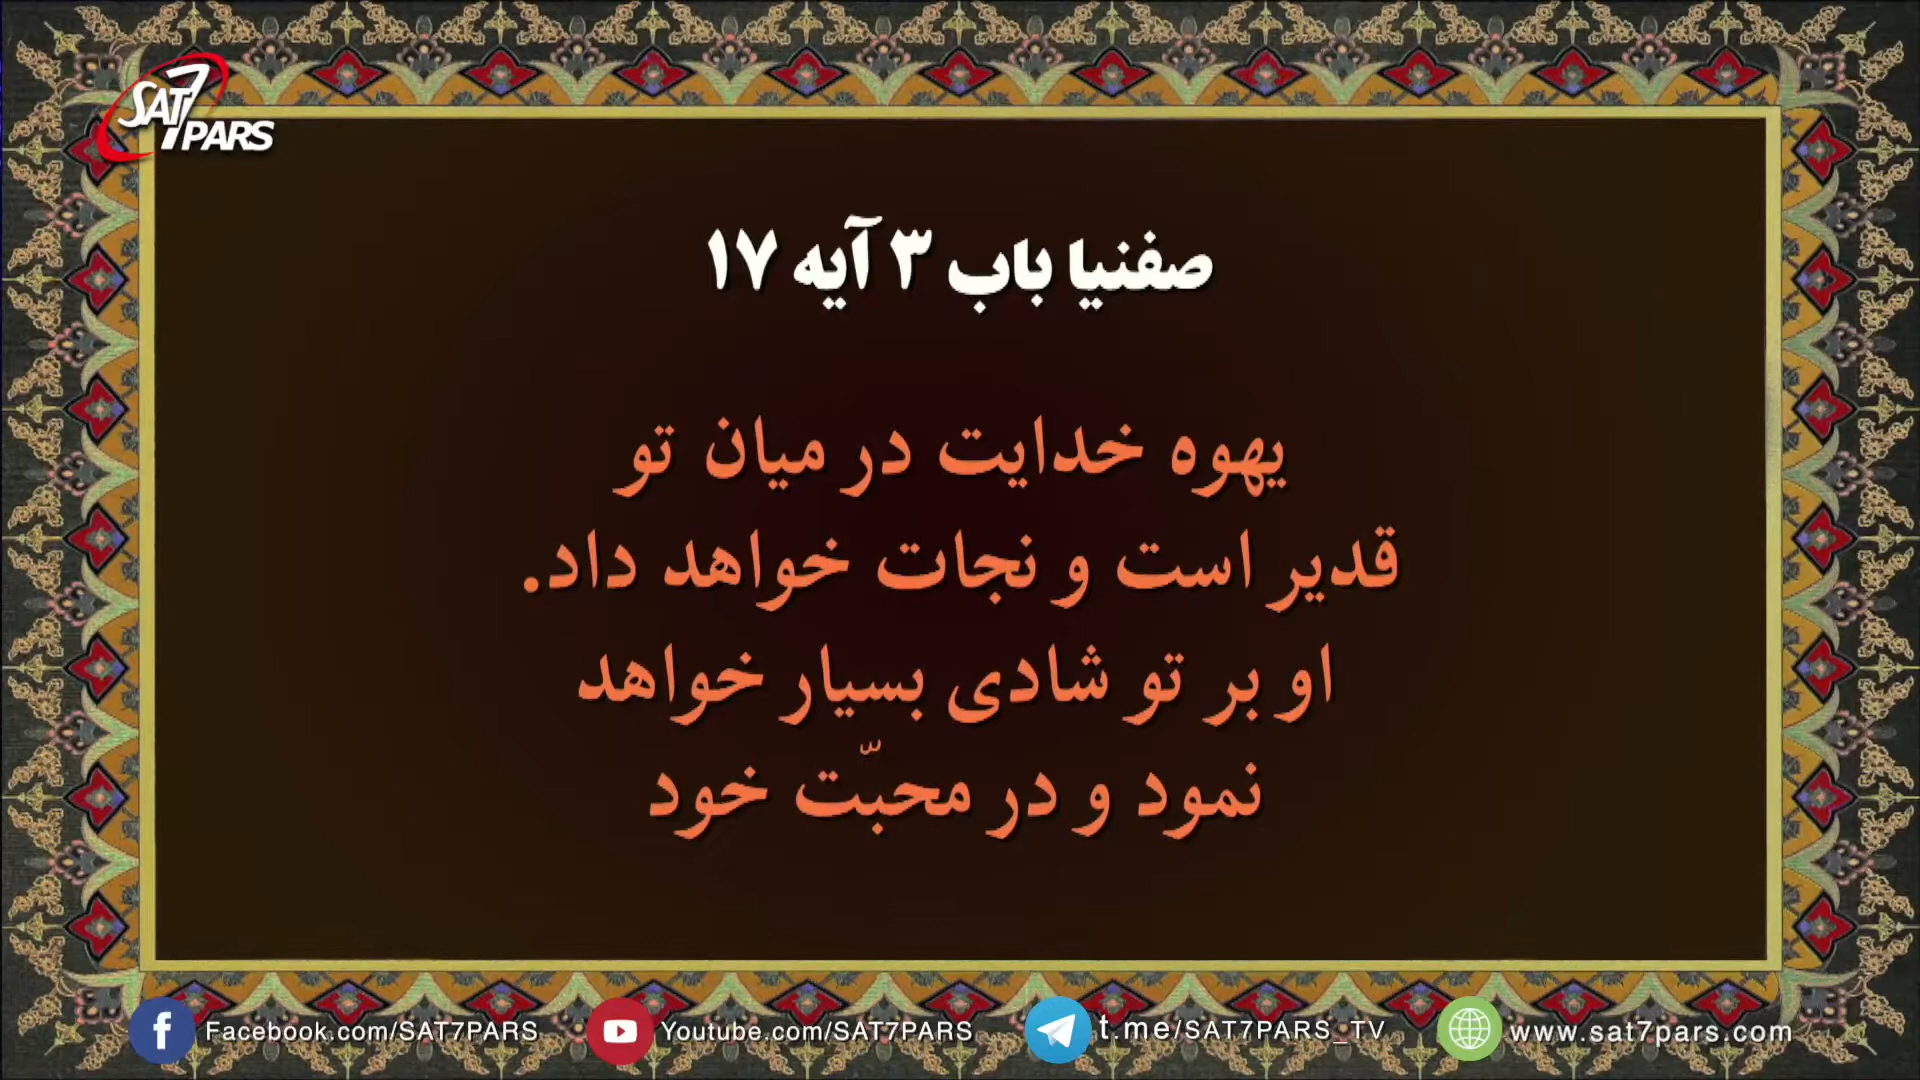 SAT7
PARS
صفنیا باب ۳ آیه ۱۷
یهوه خدایت در میان تو
قدیر است و نجات خواهد داد.
او بر تو شادی بسیار خواهد
نمود و در محبّت خود
Facebook.com/SAT7PARS
Youtube.com/SAT7PARS
t.me/SAT7PARS_TV
www.sat7pars.com